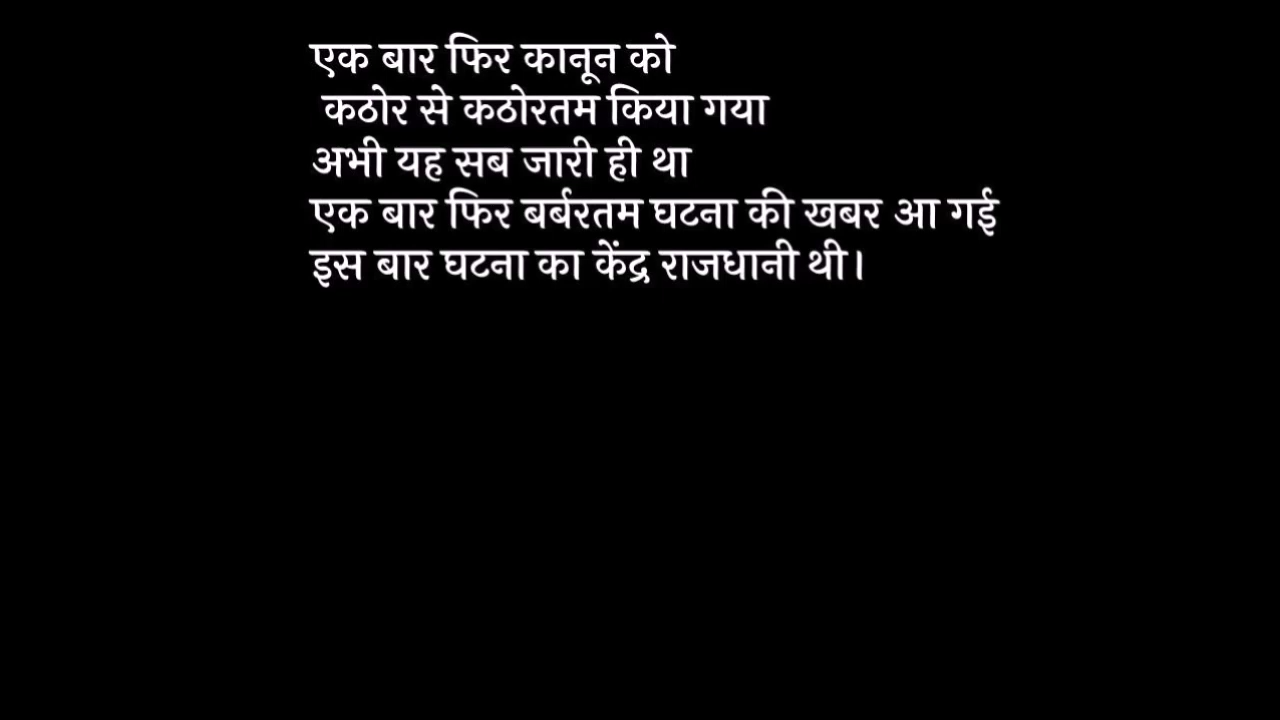 एक बार फिर कानून को
कठोर से कठोरतम किया गया
अभी यह सब जारी ही था
एक बार फिर बर्बरतम घटना की खबर आ गई
इस बार घटना का केंद्र राजधानी थी।